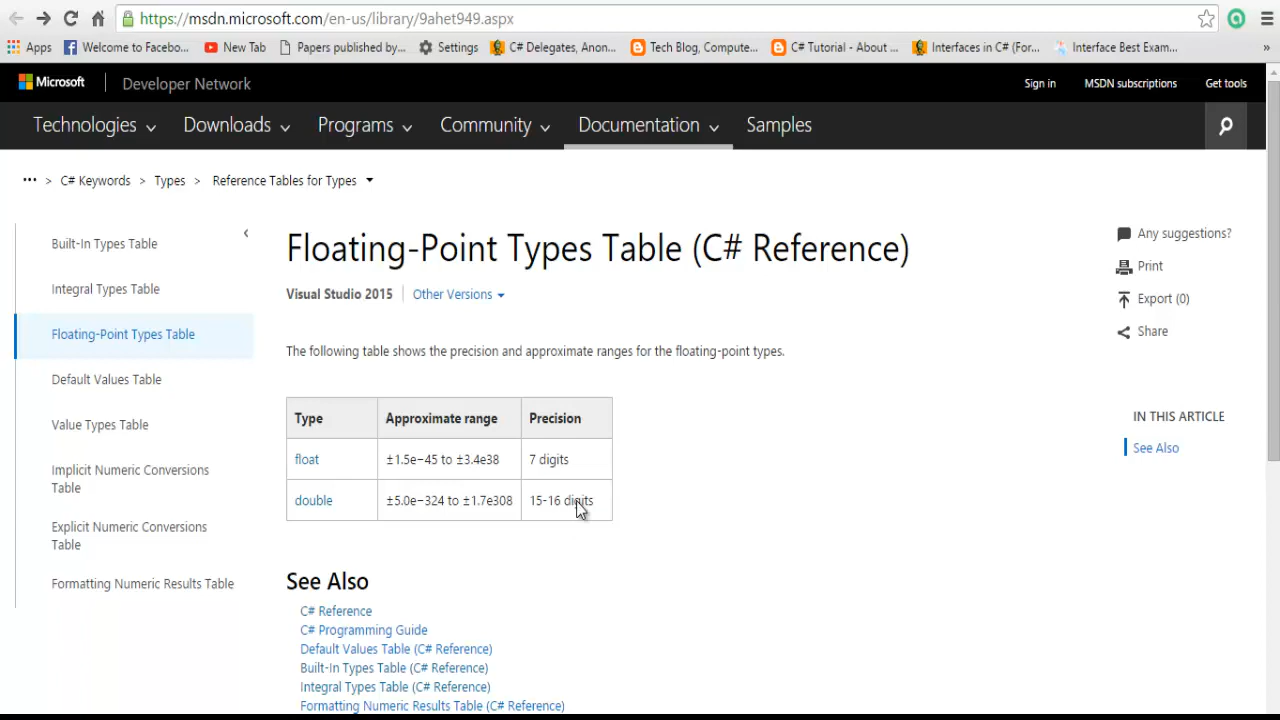 https://msdn.microsoft.com/en-us/library/9ahet949.aspx
Apps Welcome to Facebo... New Tab Papers published by... Settings C# Delegates, Anon... Tech Blog, Compute... C# Tutorial - About ... Interfaces in C# (For... Interface Best Exam... »
Microsoft Developer Network Sign in MSDN subscriptions Get tools
Technologies Downloads Programs Community Documentation Samples
••• > C# Keywords > Types > Reference Tables for Types
Built-In Types Table
Integral Types Table
Floating-Point Types Table
Default Values Table
Value Types Table
Implicit Numeric Conversions
Table
Explicit Numeric Conversions
Table
Formatting Numeric Results Table
Floating-Point Types Table (C# Reference)
Visual Studio 2015 Other Versions
The following table shows the precision and approximate ranges for the floating-point types.
Type Approximate range Precision
float ±1.5e−45 to ±3.4e38 7 digits
double ±5.0e−324 to ±1.7e308 15-16 digits
See Also
C# Reference
C# Programming Guide
Default Values Table (C# Reference)
Built-In Types Table (C# Reference)
Integral Types Table (C# Reference)
Formatting Numeric Results Table (C# Reference)
Any suggestions?
Print
Export (0)
Share
IN THIS ARTICLE
See Also